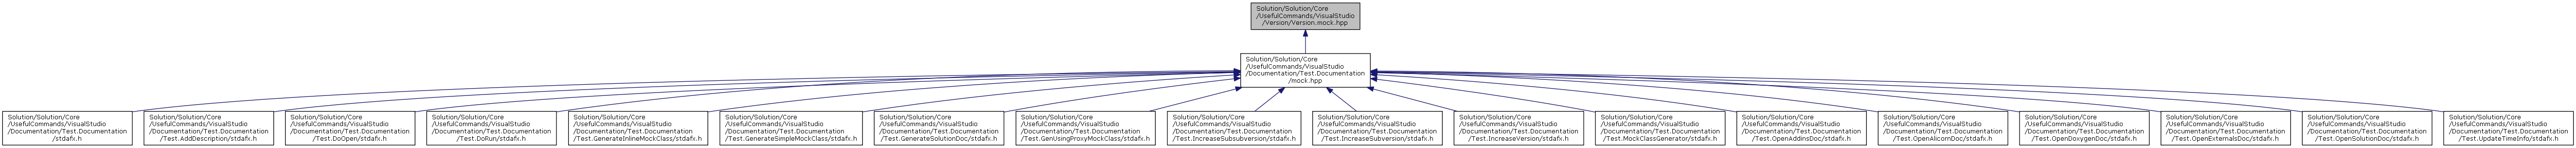 Solution/Solution/Core
/UsefulCommands/VisualStudio
/Version/Version.mock.hpp
Solution/Solution/Core
/UsefulCommands/VisualStudio
/Documentation/Test.Documentation
/mock.hpp
Solution/Solution/Core
/UsefulCommands/VisualStudio
/Documentation/Test.Documentation
/stdafx.h
Solution/Solution/Core
/UsefulCommands/VisualStudio
/Documentation/Test.Documentation
/Test.AddDescription/stdafx.h
Solution/Solution/Core
/UsefulCommands/VisualStudio
/Documentation/Test.Documentation
/Test.DoOpen/stdafx.h
Solution/Solution/Core
/UsefulCommands/VisualStudio
/Documentation/Test.Documentation
/Test.DoRun/stdafx.h
Solution/Solution/Core
/UsefulCommands/VisualStudio
/Documentation/Test.Documentation
/Test.GenerateInlineMockClass/stdafx.h
Solution/Solution/Core
/UsefulCommands/VisualStudio
/Documentation/Test.Documentation
/Test.GenerateSimpleMockClass/stdafx.h
Solution/Solution/Core
/UsefulCommands/VisualStudio
/Documentation/Test.Documentation
/Test.GenerateSolutionDoc/stdafx.h
Solution/Solution/Core
/UsefulCommands/VisualStudio
/Documentation/Test.Documentation
/Test.GenUsingProxyMockClass/stdafx.h
Solution/Solution/Core
/UsefulCommands/VisualStudio
/Documentation/Test.Documentation
/Test.IncreaseSubsubversion/stdafx.h
Solution/Solution/Core
/UsefulCommands/VisualStudio
/Documentation/Test.Documentation
/Test.IncreaseSubversion/stdafx.h
Solution/Solution/Core
/UsefulCommands/VisualStudio
/Documentation/Test.Documentation
/Test.IncreaseVersion/stdafx.h
Solution/Solution/Core
/UsefulCommands/VisualStudio
/Documentation/Test.Documentation
/Test.MockClassGenerator/stdafx.h
Solution/Solution/Core
/UsefulCommands/VisualStudio
/Documentation/Test.Documentation
/Test.OpenAddinsDoc/stdafx.h
Solution/Solution/Core
/UsefulCommands/VisualStudio
/Documentation/Test.Documentation
/Test.OpenAlicornDoc/stdafx.h
Solution/Solution/Core
/UsefulCommands/VisualStudio
/Documentation/Test.Documentation
/Test.OpenDoxygenDoc/stdafx.h
Solution/Solution/Core
/UsefulCommands/VisualStudio
/Documentation/Test.Documentation
/Test.OpenExternalsDoc/stdafx.h
Solution/Solution/Core
/UsefulCommands/VisualStudio
/Documentation/Test.Documentation
/Test.OpenSolutionDoc/stdafx.h
Solution/Solution/Core
/UsefulCommands/VisualStudio
/Documentation/Test.Documentation
/Test.UpdateTimeInfo/stdafx.h